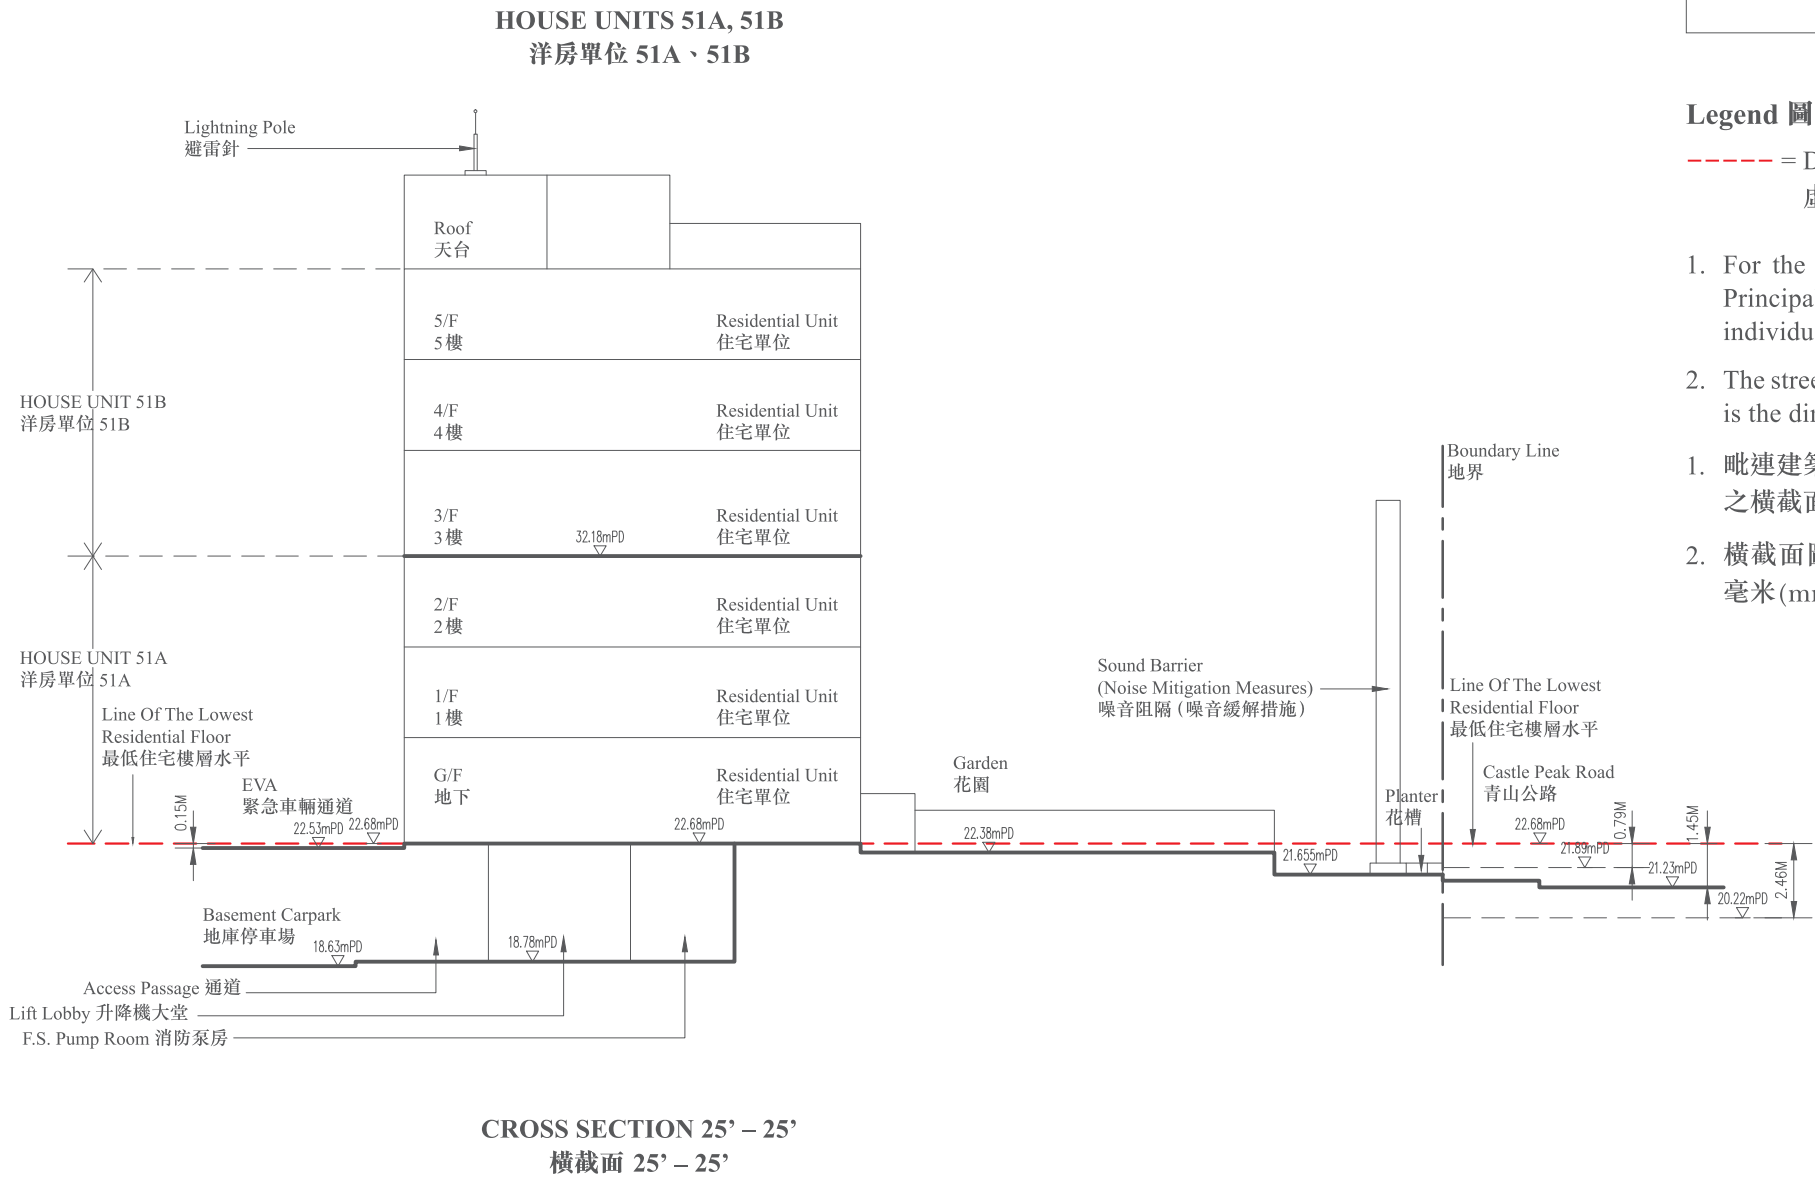 HOUSE UNITS 51A, 51B
洋房單位 51A、51B
Lightning Pole
避雷針
Roof
天台
5/F
5樓
Residential Unit
住宅單位
4/F
4樓
Residential Unit
住宅單位
3/F
3樓
32.18mPD
Residential Unit
住宅單位
2/F
2樓
Residential Unit
住宅單位
1/F
1樓
Residential Unit
住宅單位
G/F
地下
Residential Unit
住宅單位
HOUSE UNIT 51B
洋房單位 51B
HOUSE UNIT 51A
洋房單位 51A
Line Of The Lowest
Residential Floor
最低住宅樓層水平
0.15M
EVA
緊急車輛通道
22.53mPD
22.68mPD
22.68mPD
Garden
花園
22.38mPD
Sound Barrier
(Noise Mitigation Measures)
噪音阻隔 (噪音緩解措施)
Boundary Line
地界
Line Of The Lowest
Residential Floor
最低住宅樓層水平
Castle Peak Road
青山公路
Planter
花槽
21.655mPD
22.68mPD
21.89mPD
21.23mPD
20.22mPD
0.79M
1.45M
2.46M
Basement Carpark
地庫停車場
18.63mPD
18.78mPD
Access Passage 通道
Lift Lobby 升降機大堂
F.S. Pump Room 消防泵房
CROSS SECTION 25’ – 25’
橫截面 25’ – 25’
Legend 圖
= D
1. For the
Principa
individu
2. The stree
is the di
1. 毗連建
之橫截面
2. 橫截面
毫米(m